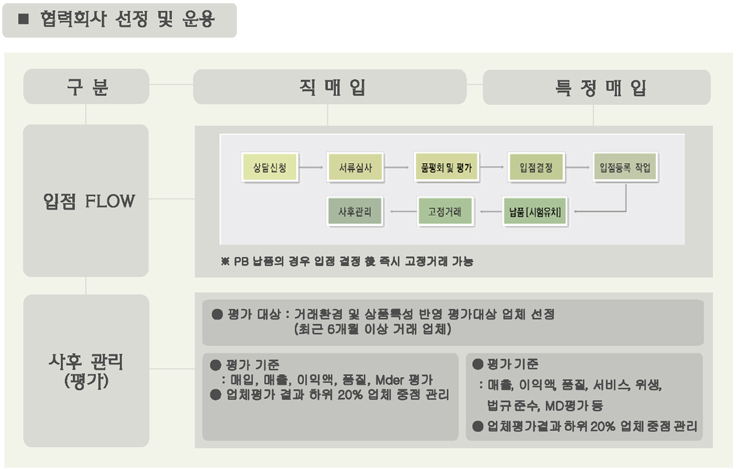 ■ 협력회사 선정 및 운용
구 분
직 매 입
특 정 매 입
입점 FLOW
상담신청
서류심사
품평회 및 평가
입점결정
입점등록 작업
사후관리
고정거래
납품 [시험유치]
※ PB 납품의 경우 입점 결정 後 즉시 고정거래 가능
사후 관리
(평가)
● 평가 대상 : 거래환경 및 상품특성 반영 평가대상 업체 선정
(최근 6개월 이상 거래 업체)
● 평가 기준
: 매입, 매출, 이익액, 품질, Mder 평가
● 업체평가 결과 하위 20% 업체 중점 관리
● 평가 기준
: 매출, 이익액, 품질, 서비스, 위생,
법규준수, MD평가 등
● 업체평가결과 하위 20% 업체 중점 관리